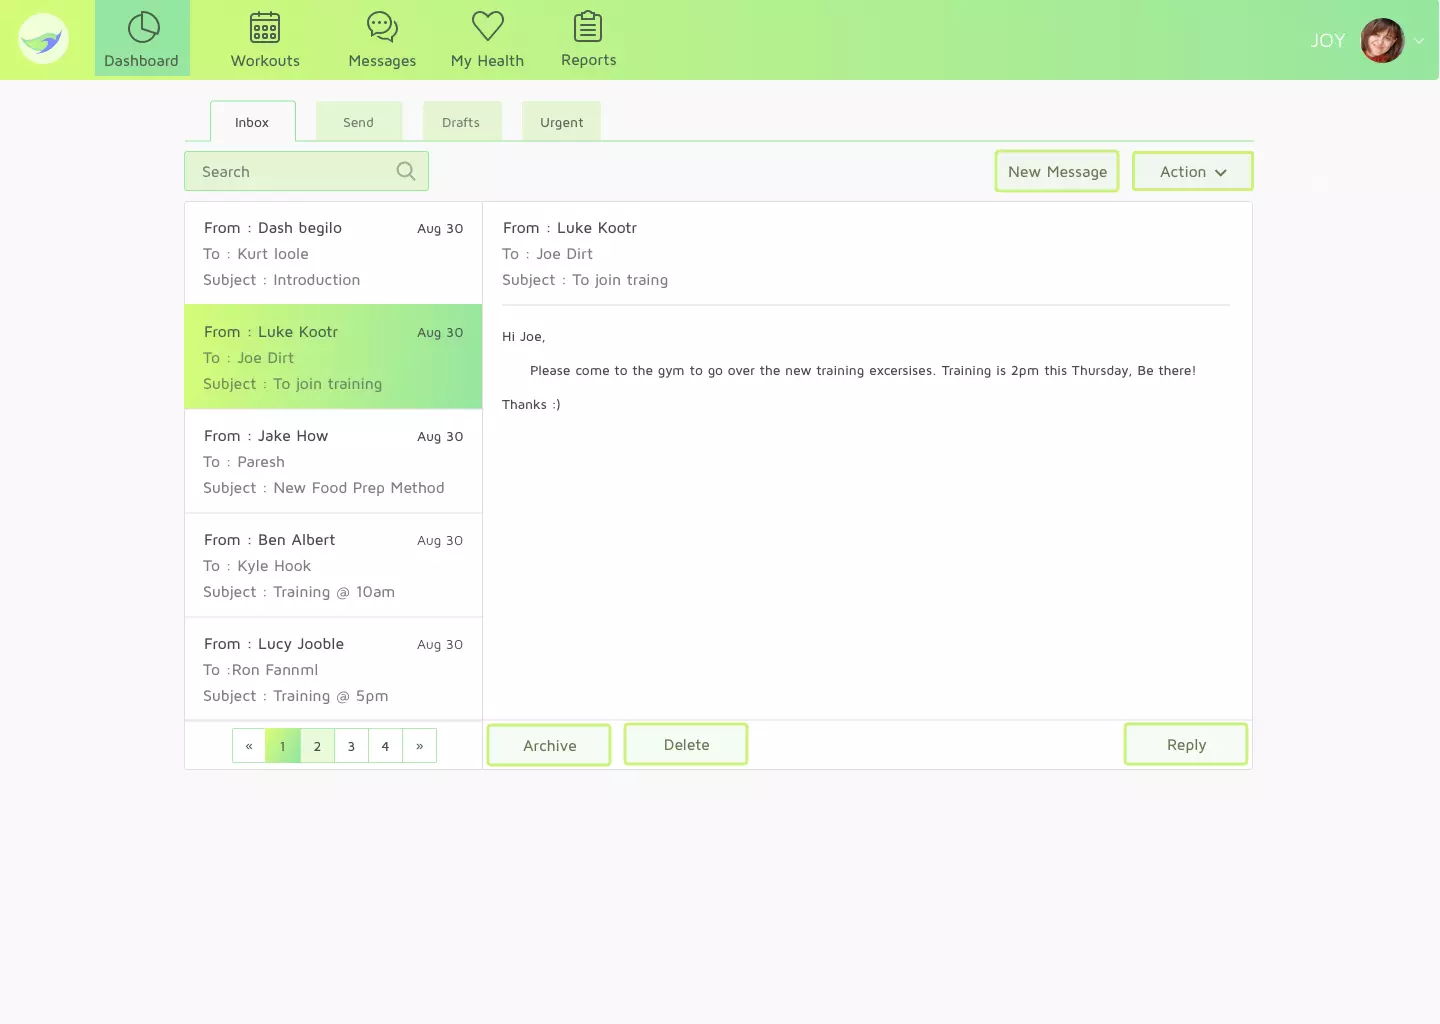 Dashboard
Workouts
Messages
My Health
Reports
JOY
Inbox
Send
Drafts
Urgent
Search
New Message
Action
From : Dash begilo
Aug 30
To : Kurt loole
Subject : Introduction
From : Luke Kootr
Aug 30
To : Joe Dirt
Subject : To join training
From : Jake How
Aug 30
To : Paresh
Subject : New Food Prep Method
From : Ben Albert
Aug 30
To : Kyle Hook
Subject : Training @ 10am
From : Lucy Jooble
Aug 30
To :Ron Fannml
Subject : Training @ 5pm
« 1 2 3 4 »
From : Luke Kootr
To : Joe Dirt
Subject : To join traing
Hi Joe,
Please come to the gym to go over the new training excersises. Training is 2pm this Thursday, Be there!
Thanks :)
Archive
Delete
Reply